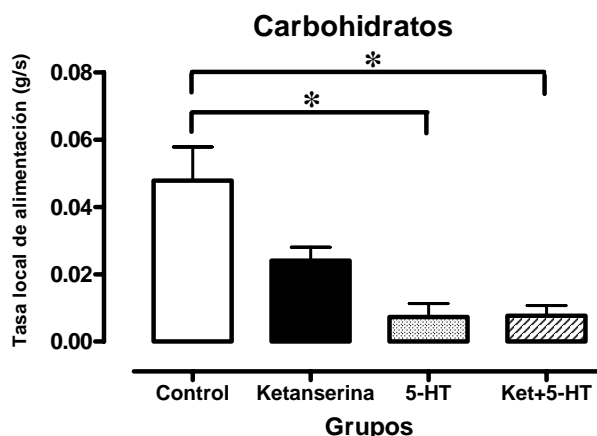 Carbohidratos
Tasa local de alimentación (g/s)
0.08
0.06
0.04
0.02
0.00
*
*
Control Ketanserina 5-HT Ket+5-HT
Grupos